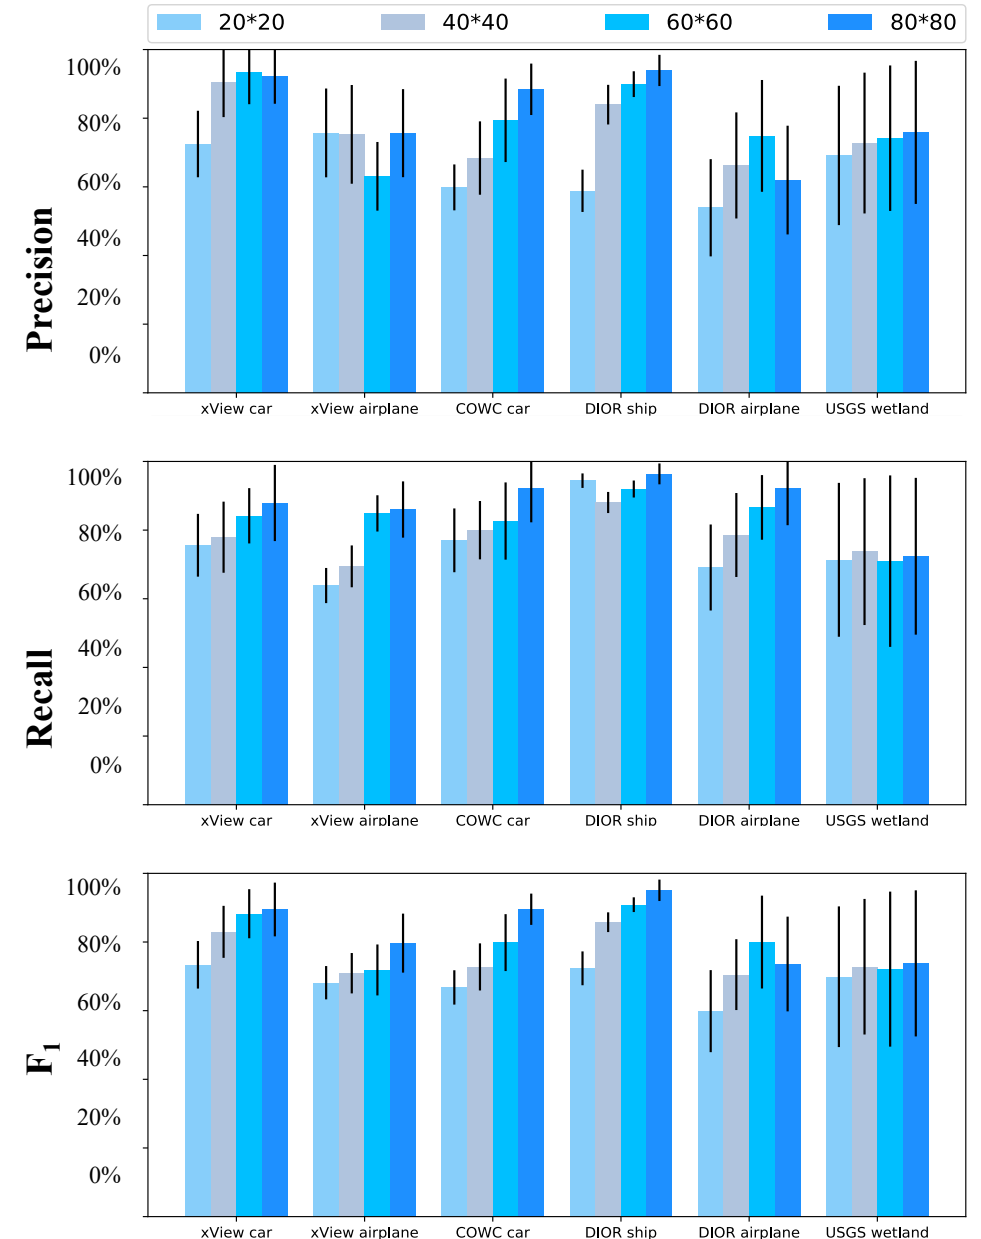 20*20 40*40 60*60 80*80
Precision
100%
80%
60%
40%
20%
0%
xView car xView airplane COWC car DIOR ship DIOR airplane USGS wetland
Recall
100%
80%
60%
40%
20%
0%
xView car xView airplane COWC car DIOR ship DIOR airplane USGS wetland
F1
100%
80%
60%
40%
20%
0%
xView car xView airplane COWC car DIOR ship DIOR airplane USGS wetland